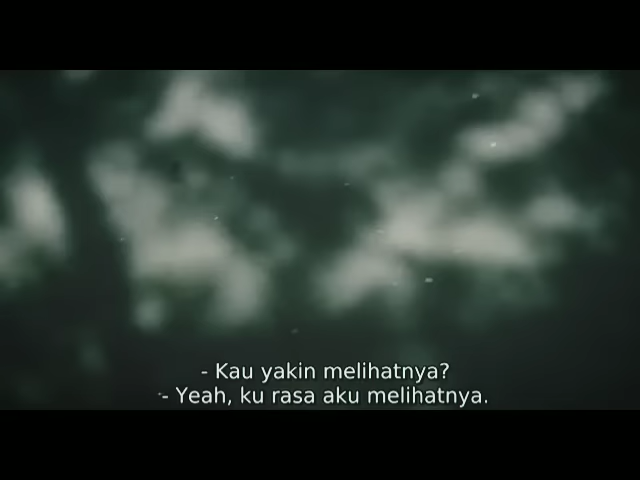 - Kau yakin melihatnya?
- Yeah, ku rasa aku melihatnya.